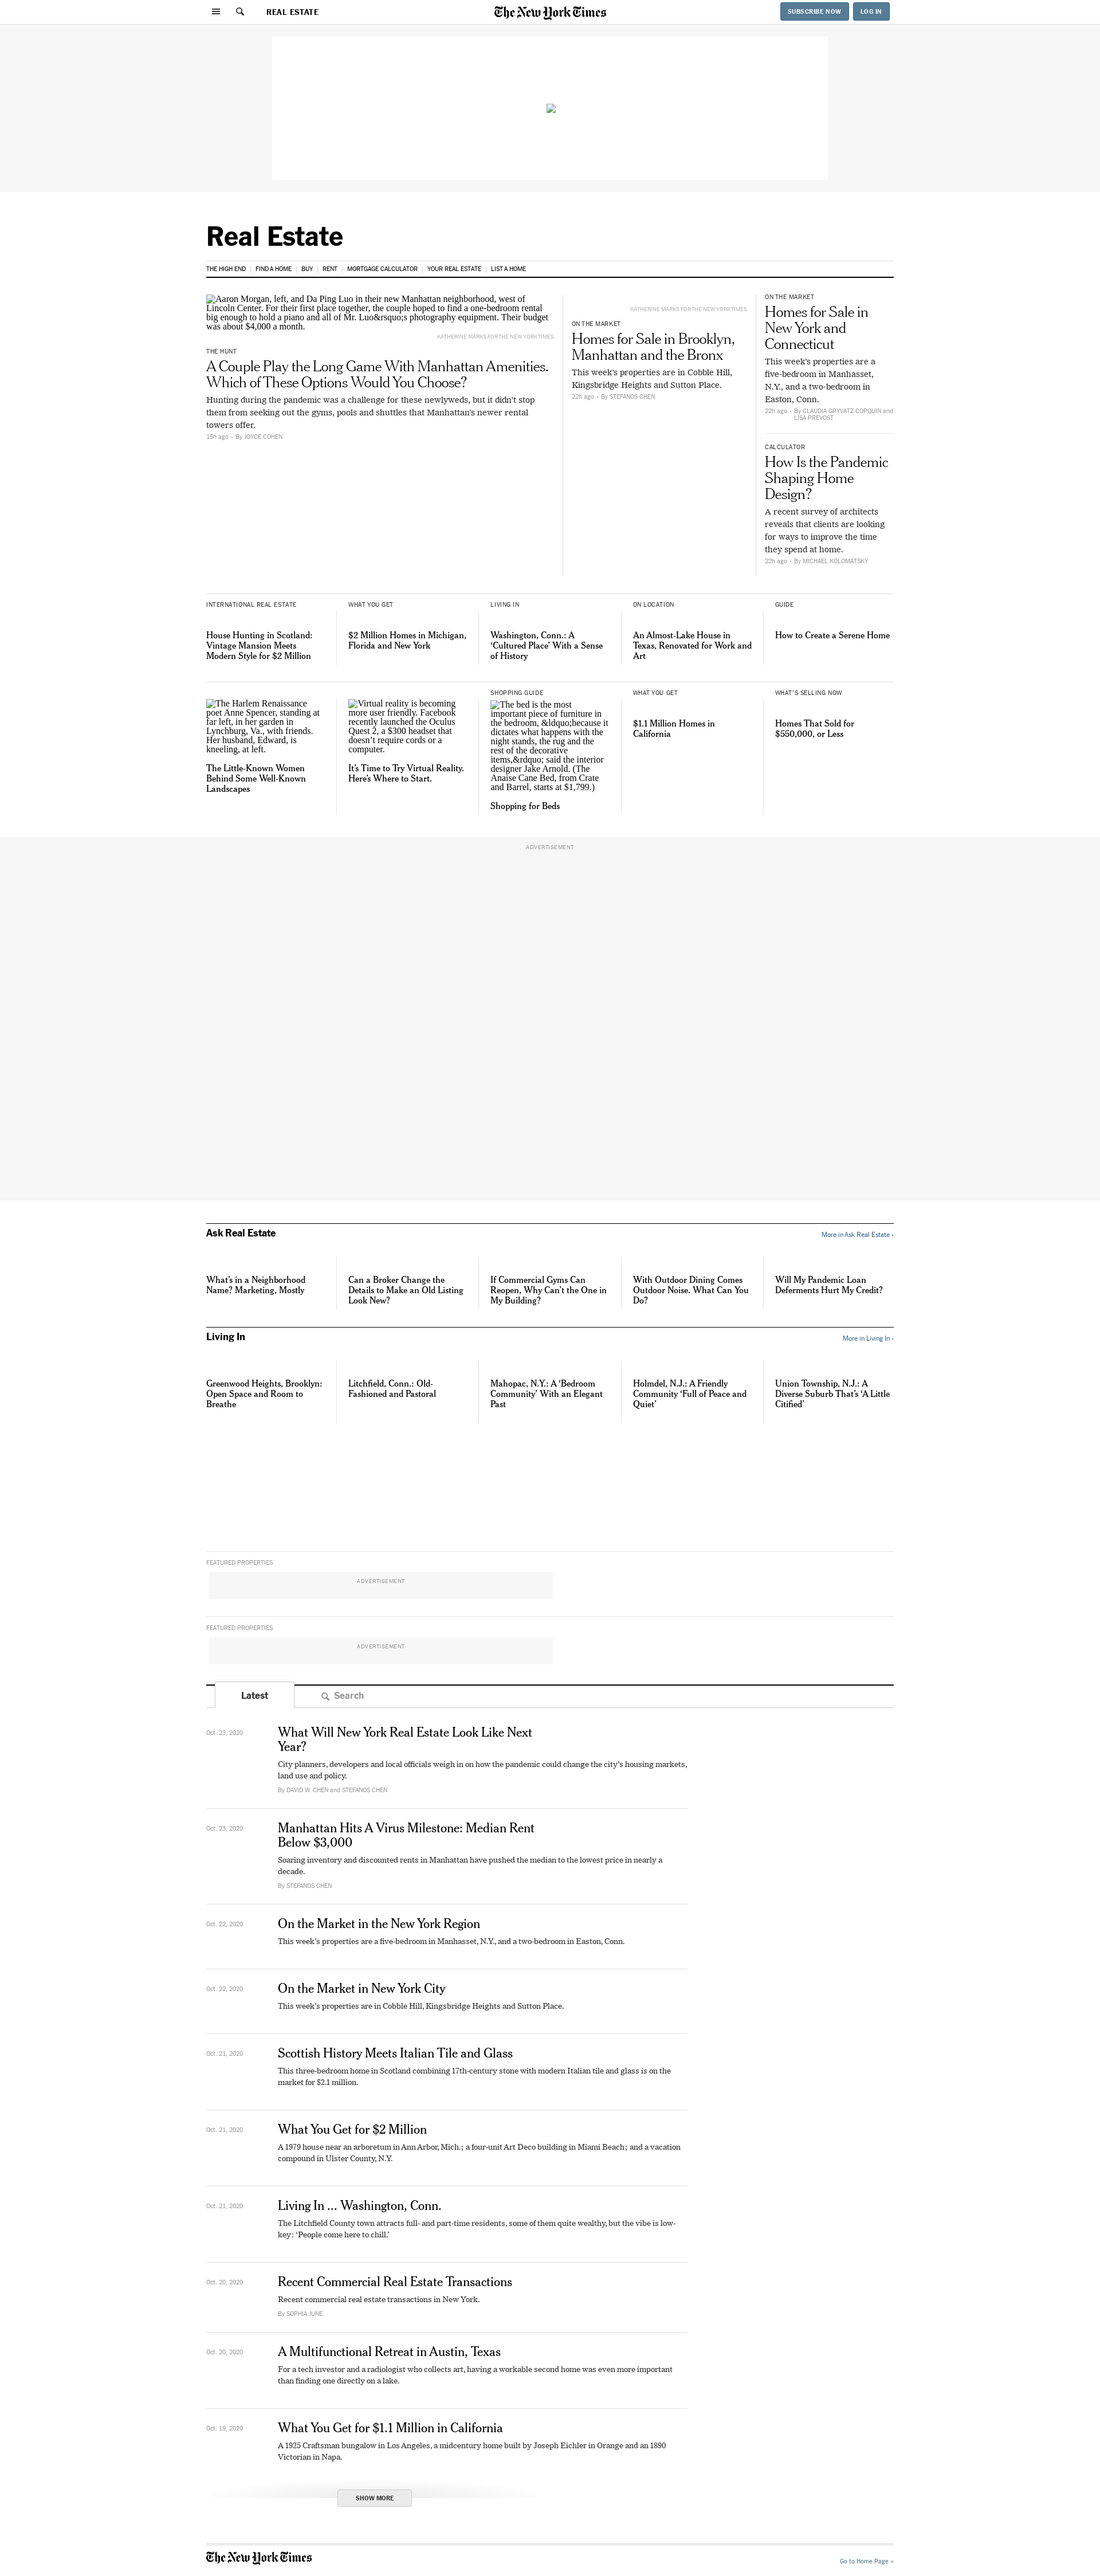 REAL ESTATE
The New York Times
SUBSCRIBE NOW
LOG IN
Real Estate
THE HIGH END
FIND A HOME
BUY
RENT
MORTGAGE CALCULATOR
YOUR REAL ESTATE
LIST A HOME
Aaron Morgan, left, and Da Ping Luo in their new Manhattan neighborhood, west of
Lincoln Center. For their first place together, the couple hoped to find a one-bedroom rental
big enough to hold a piano and all of Mr. Luo&rsquo;s photography equipment. Their budget
was about $4,000 a month.
KATHERINE MARKS FOR THE NEW YORK TIMES
THE HUNT
A Couple Play the Long Game With Manhattan Amenities.
Which of These Options Would You Choose?
Hunting during the pandemic was a challenge for these newlyweds, but it didn't stop
them from seeking out the gyms, pools and shuttles that Manhattan's newer rental
towers offer.
15h ago · By JOYCE COHEN
KATHERINE MARKS FOR THE NEW YORK TIMES
ON THE MARKET
Homes for Sale in Brooklyn,
Manhattan and the Bronx
This week's properties are in Cobble Hill,
Kingsbridge Heights and Sutton Place.
22h ago · By STEFANOS CHEN
ON THE MARKET
Homes for Sale in
New York and
Connecticut
This week's properties are a
five-bedroom in Manhasset,
N.Y., and a two-bedroom in
Easton, Conn.
22h ago · By CLAUDIA GRYVATZ COPQUIN and
LISA PREVOST
CALCULATOR
How Is the Pandemic
Shaping Home
Design?
A recent survey of architects
reveals that clients are looking
for ways to improve the time
they spend at home.
22h ago · By MICHAEL KOLOMATSKY
INTERNATIONAL REAL ESTATE
House Hunting in Scotland:
Vintage Mansion Meets
Modern Style for $2 Million
WHAT YOU GET
$2 Million Homes in Michigan,
Florida and New York
LIVING IN
Washington, Conn.: A
‘Cultured Place’ With a Sense
of History
ON LOCATION
An Almost-Lake House in
Texas, Renovated for Work and
Art
GUIDE
How to Create a Serene Home
The Harlem Renaissance
poet Anne Spencer, standing at
far left, in her garden in
Lynchburg, Va., with friends.
Her husband, Edward, is
kneeling, at left.
The Little-Known Women
Behind Some Well-Known
Landscapes
Virtual reality is becoming
more user friendly. Facebook
recently launched the Oculus
Quest 2, a $300 headset that
doesn’t require cords or a
computer.
It’s Time to Try Virtual Reality.
Here’s Where to Start.
SHOPPING GUIDE
The bed is the most
important piece of furniture in
the bedroom, &ldquo;because it
dictates what happens with the
night stands, the rug and the
rest of the decorative
items,&rdquo; said the interior
designer Jake Arnold. (The
Anaise Cane Bed, from Crate
and Barrel, starts at $1,799.)
Shopping for Beds
WHAT YOU GET
$1.1 Million Homes in
California
WHAT'S SELLING NOW
Homes That Sold for
$550,000, or Less
ADVERTISEMENT
Ask Real Estate
More in Ask Real Estate ›
What’s in a Neighborhood
Name? Marketing, Mostly
Can a Broker Change the
Details to Make an Old Listing
Look New?
If Commercial Gyms Can
Reopen, Why Can't the One in
My Building?
With Outdoor Dining Comes
Outdoor Noise. What Can You
Do?
Will My Pandemic Loan
Deferments Hurt My Credit?
Living In
More in Living In ›
Greenwood Heights, Brooklyn:
Open Space and Room to
Breathe
Litchfield, Conn.: Old-
Fashioned and Pastoral
Mahopac, N.Y.: A ‘Bedroom
Community’ With an Elegant
Past
Holmdel, N.J.: A Friendly
Community ‘Full of Peace and
Quiet’
Union Township, N.J.: A
Diverse Suburb That’s ‘A Little
Citified’
FEATURED PROPERTIES
ADVERTISEMENT
FEATURED PROPERTIES
ADVERTISEMENT
Latest
Search
Oct. 23, 2020
What Will New York Real Estate Look Like Next
Year?
City planners, developers and local officials weigh in on how the pandemic could change the city’s housing markets,
land use and policy.
By DAVID W. CHEN and STEFANOS CHEN
Oct. 23, 2020
Manhattan Hits A Virus Milestone: Median Rent
Below $3,000
Soaring inventory and discounted rents in Manhattan have pushed the median to the lowest price in nearly a
decade.
By STEFANOS CHEN
Oct. 22, 2020
On the Market in the New York Region
This week’s properties are a five-bedroom in Manhasset, N.Y., and a two-bedroom in Easton, Conn.
Oct. 22, 2020
On the Market in New York City
This week’s properties are in Cobble Hill, Kingsbridge Heights and Sutton Place.
Oct. 21, 2020
Scottish History Meets Italian Tile and Glass
This three-bedroom home in Scotland combining 17th-century stone with modern Italian tile and glass is on the
market for $2.1 million.
Oct. 21, 2020
What You Get for $2 Million
A 1979 house near an arboretum in Ann Arbor, Mich.; a four-unit Art Deco building in Miami Beach; and a vacation
compound in Ulster County, N.Y.
Oct. 21, 2020
Living In ... Washington, Conn.
The Litchfield County town attracts full- and part-time residents, some of them quite wealthy, but the vibe is low-
key: ‘People come here to chill.’
Oct. 20, 2020
Recent Commercial Real Estate Transactions
Recent commercial real estate transactions in New York.
By SOPHIA JUNE
Oct. 20, 2020
A Multifunctional Retreat in Austin, Texas
For a tech investor and a radiologist who collects art, having a workable second home was even more important
than finding one directly on a lake.
Oct. 19, 2020
What You Get for $1.1 Million in California
A 1925 Craftsman bungalow in Los Angeles, a midcentury home built by Joseph Eichler in Orange and an 1890
Victorian in Napa.
SHOW MORE
The New York Times
Go to Home Page »